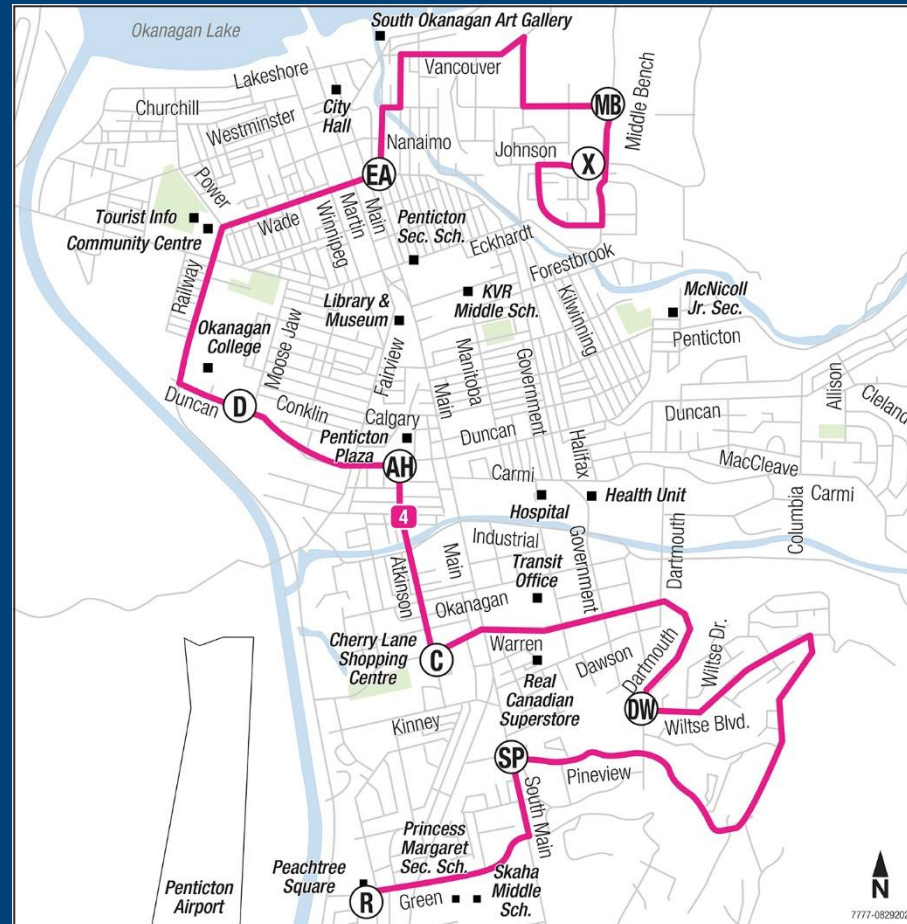 Okanagan Lake
South Okanagan Art Gallery
Lakeshore
Vancouver
Churchill
City
Hall
Westminster
MB
Middle Bench
Nanaimo
Johnson
X
EA
Power
Tourist Info
Community Centre
Wade
Winnipeg
Martin
Main
Penticton
Sec. Sch.
Eckhardt
Forestbrook
Railway
KVR
Middle Sch.
Kilwinning
McNicoll
Jr. Sec.
Library &
Museum
Penticton
Okanagan
College
Moose Jaw
Fairview
Manitoba
Main
Government
Allison
Cleland
Duncan
D
Conklin
Calgary
Duncan
Duncan
Halifax
Penticton
Plaza
AH
MacCleave
Carmi
Columbia
Carmi
Hospital
Health Unit
4
Industrial
Dartmouth
Atkinson
Main
Transit
Office
Government
Okanagan
Cherry Lane
Shopping
Centre
C
Warren
Dawson
Dartmouth
Wiltse Dr.
Real
Canadian
Superstore
DW
Wiltse Blvd.
Kinney
SP
Pineview
South Main
Princess
Margaret
Sec. Sch.
Peachtree
Square
Skaha
Middle
Sch.
Penticton
Airport
R
Green
N